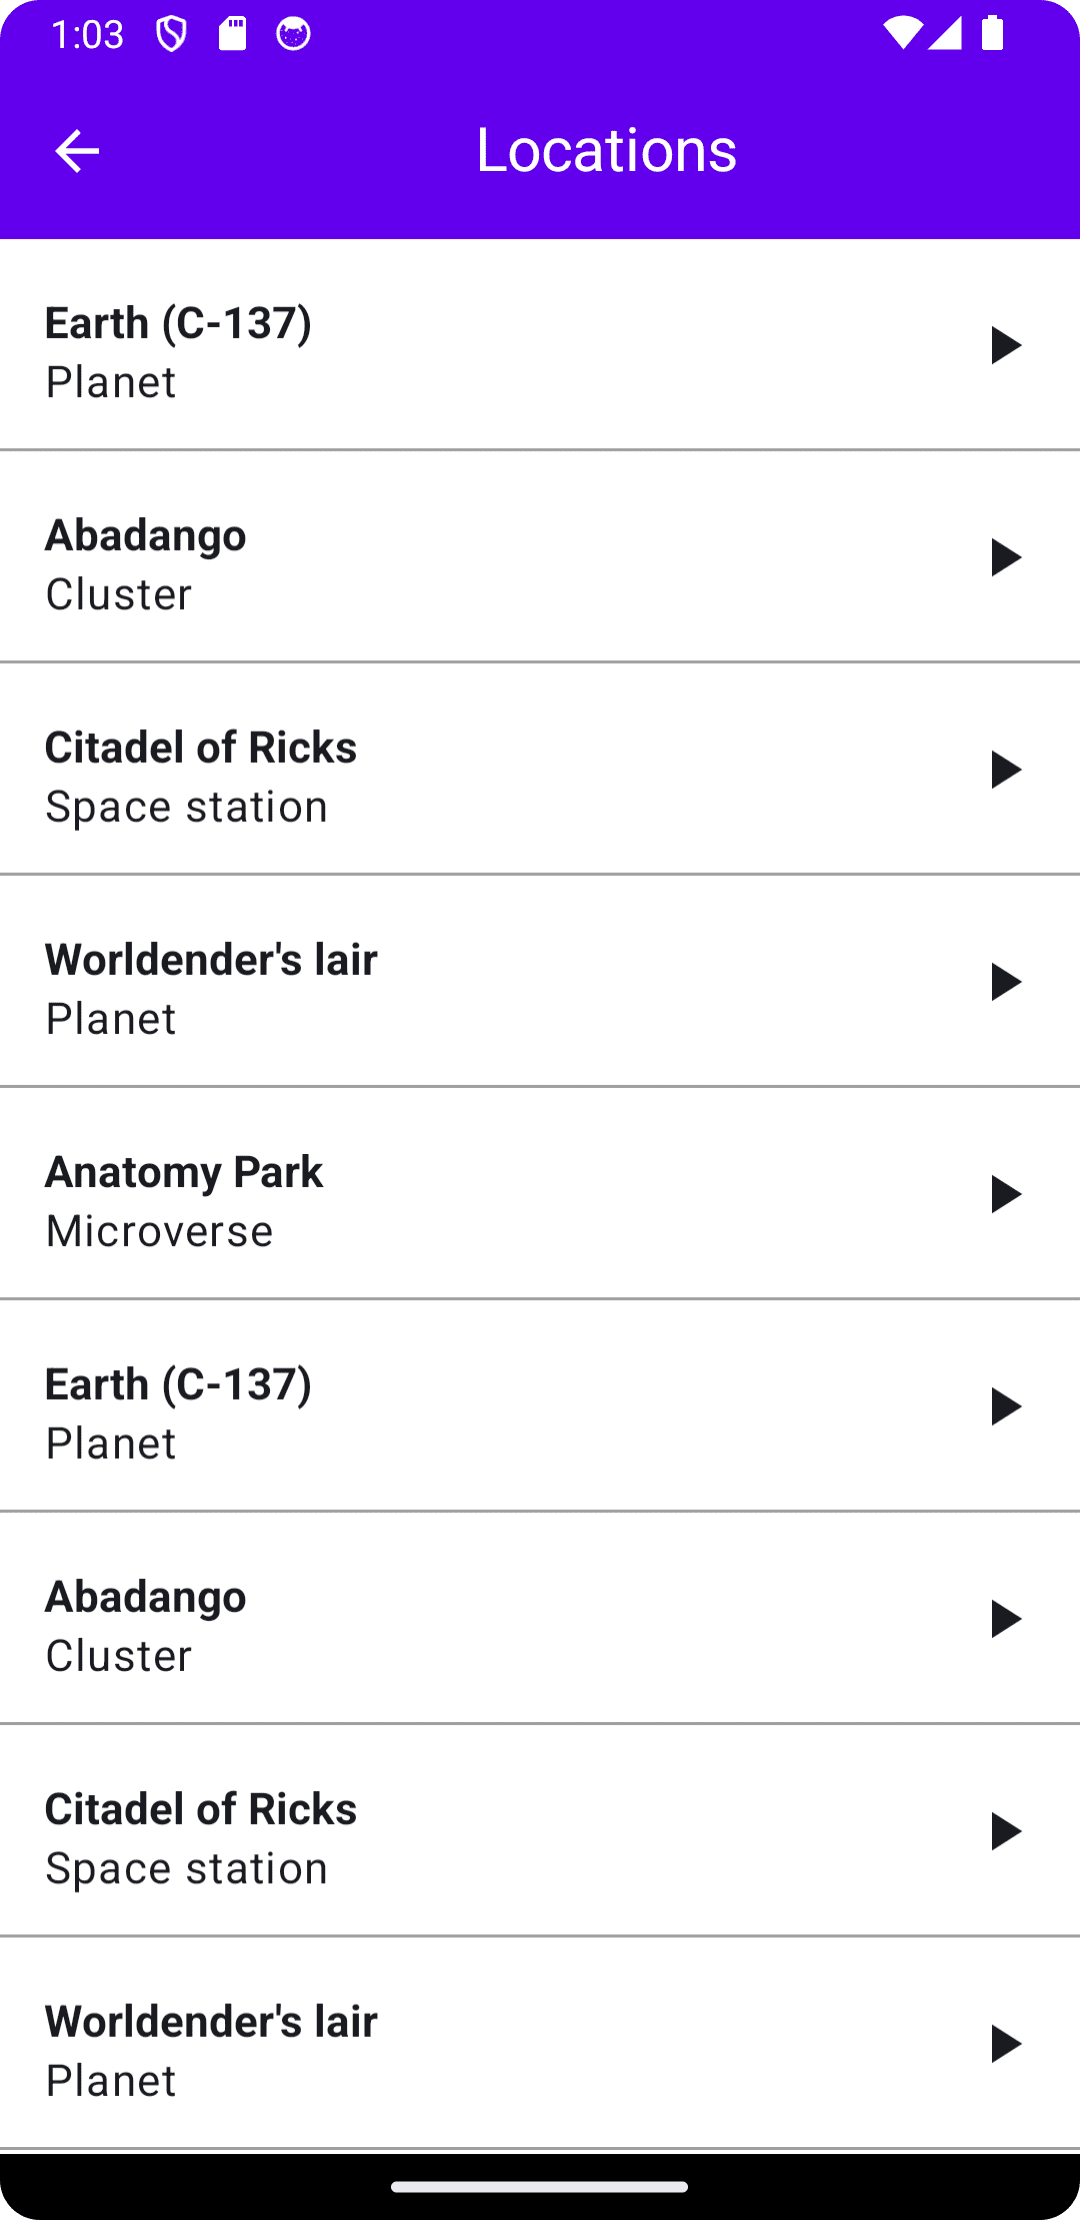 1:03
Locations
Earth (C-137)
Planet
Abadango
Cluster
Citadel of Ricks
Space station
Worldender's lair
Planet
Anatomy Park
Microverse
Earth (C-137)
Planet
Abadango
Cluster
Citadel of Ricks
Space station
Worldender's lair
Planet